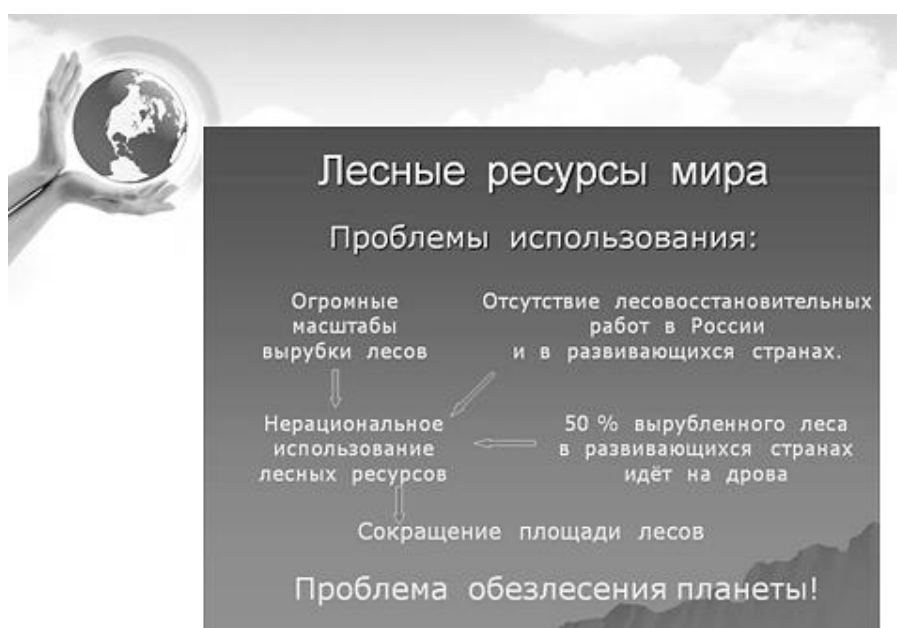 Лесные ресурсы мира
Проблемы использования:
Огромные
масштабы
вырубки лесов
Отсутствие лесовосстановительных
работ в России
и в развивающихся странах.
Нерациональное
использование
лесных ресурсов
50 % вырубленного леса
в развивающихся странах
идёт на дрова
Сокращение площади лесов
Проблема обезлесения планеты!